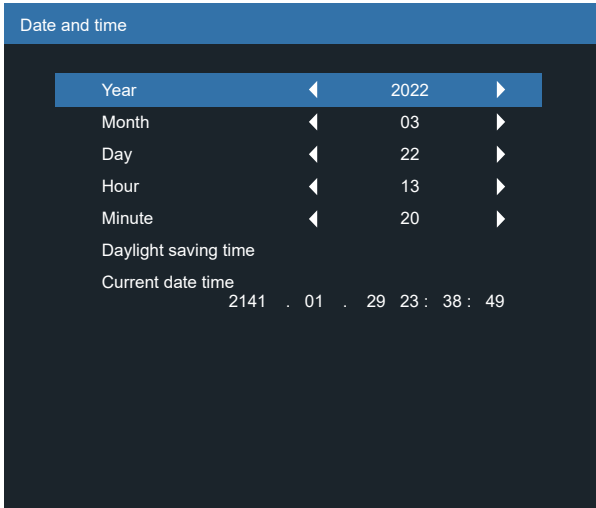 Date and time
Year 2022
Month 03
Day 22
Hour 13
Minute 20
Daylight saving time
Current date time
2141 . 01 . 29 23 : 38 : 49